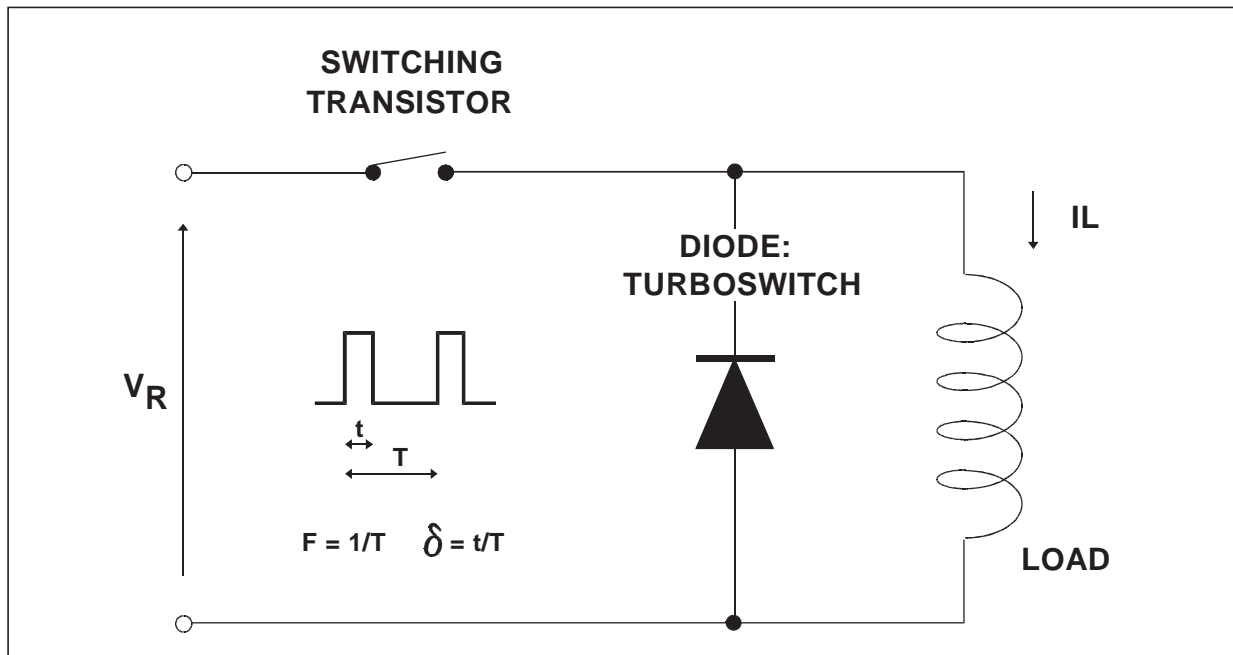 SWITCHING
TRANSISTOR
IL
DIODE:
TURBOSWITCH
VR
t
T
F = 1/T δ = t/T
LOAD